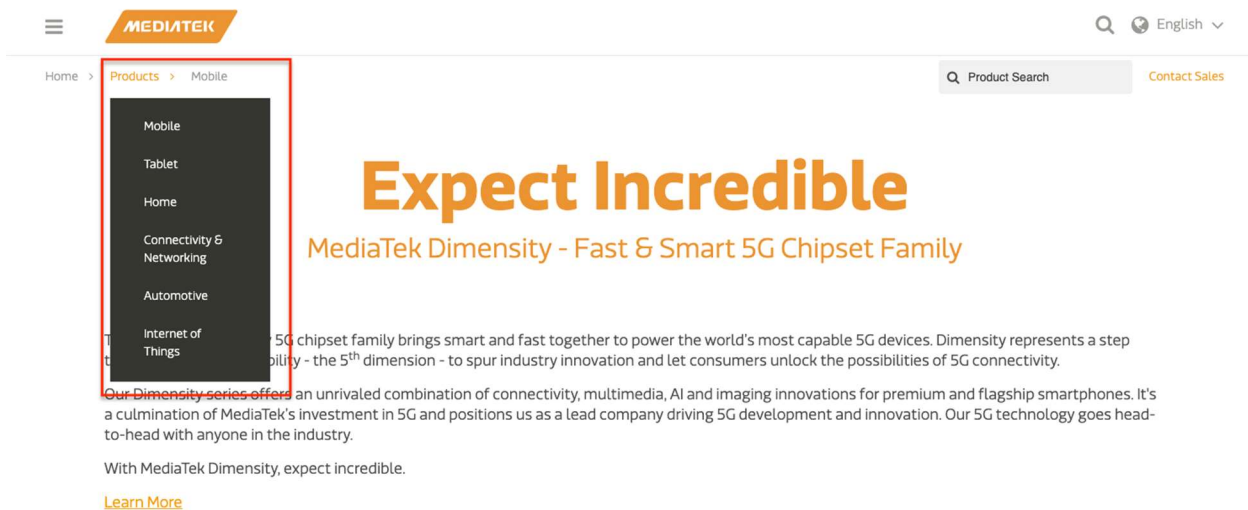 MEDIATEK
English
Home > Products > Mobile
Product Search
Contact Sales
Mobile
Tablet
Home
Connectivity &
Networking
Automotive
Internet of
Things
Expect Incredible
MediaTek Dimensity - Fast & Smart 5G Chipset Family
5G chipset family brings smart and fast together to power the world's most capable 5G devices. Dimensity represents a step
- the 5th dimension - to spur industry innovation and let consumers unlock the possibilities of 5G connectivity.
Our Dimensity series offers an unrivaled combination of connectivity, multimedia, AI and imaging innovations for premium and flagship smartphones. It's
a culmination of MediaTek's investment in 5G and positions us as a lead company driving 5G development and innovation. Our 5G technology goes head-
to-head with anyone in the industry.
With MediaTek Dimensity, expect incredible.
Learn More